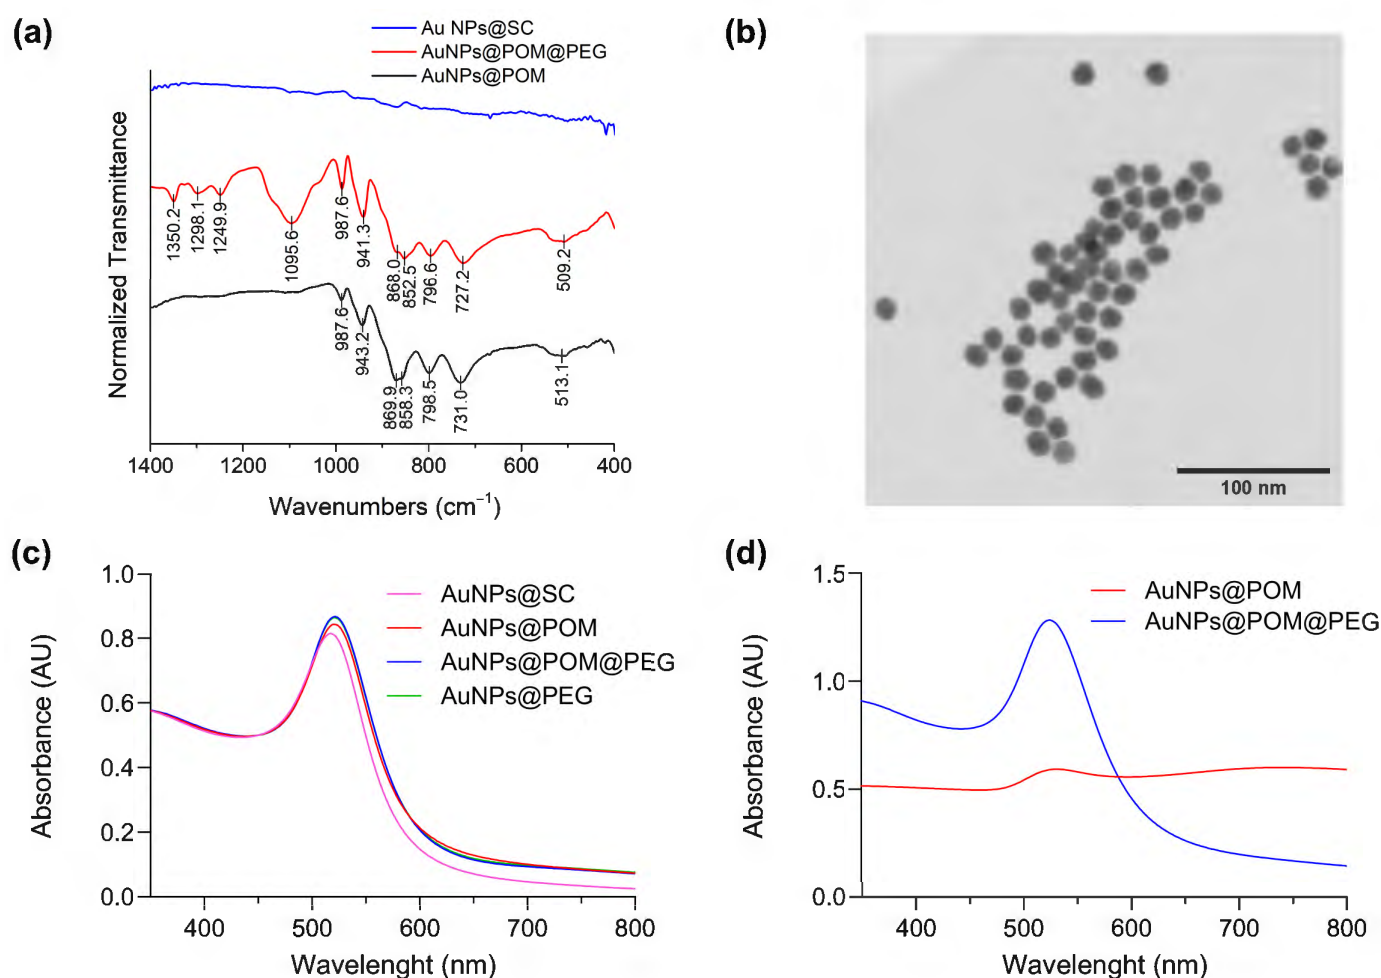 (a)
Au NPs@SC
AuNPs@POM@PEG
AuNPs@POM
Normalized Transmittance
1350.2
1298.1
1249.9
1095.6
987.6
941.3
868.0
852.5
796.6
727.2
509.2
987.6
943.2
869.9
858.3
798.5
731.0
513.1
1400 1200 1000 800 600 400
Wavenumbers (cm⁻¹)
(b)
100 nm
(c)
1.0
0.8
0.6
0.4
0.2
0.0
Absorbance (AU)
AuNPs@SC
AuNPs@POM
AuNPs@POM@PEG
AuNPs@PEG
400 500 600 700 800
Wavelenght (nm)
(d)
1.5
1.0
0.5
0.0
Absorbance (AU)
AuNPs@POM
AuNPs@POM@PEG
400 500 600 700 800
Wavelenght (nm)